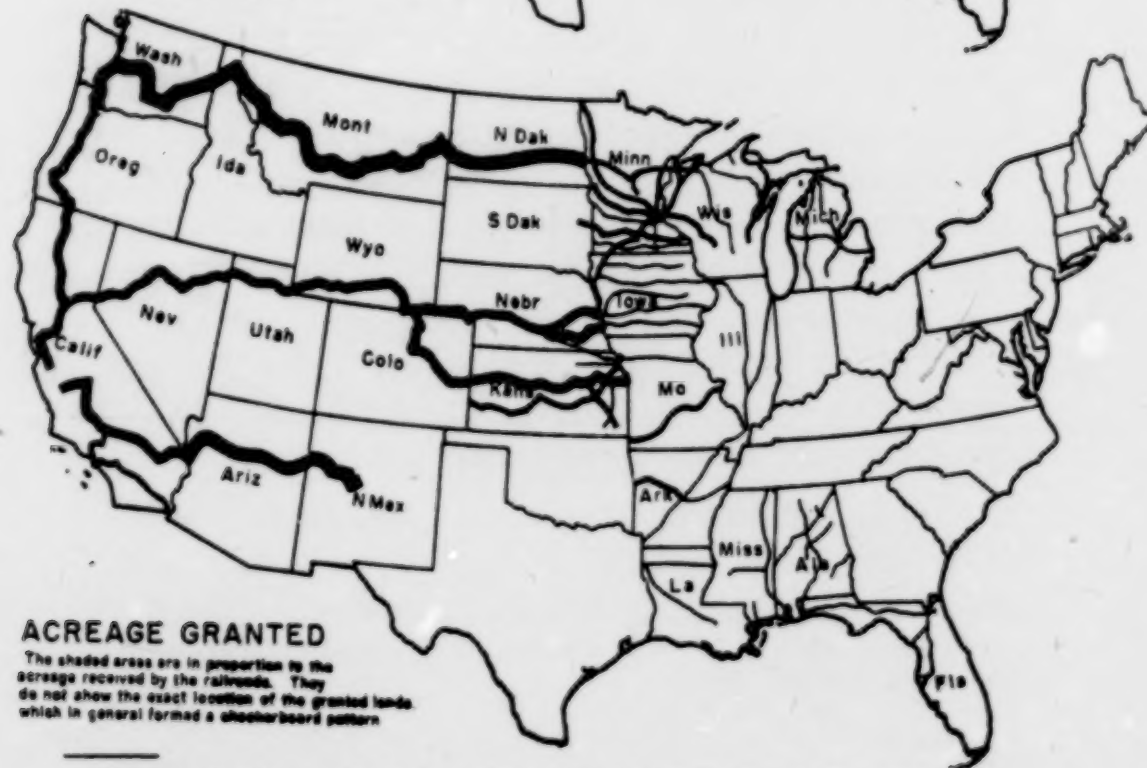 Wash
Mont
N Dak
Minn
Oreg
Ida
S Dak
Wis
Mich
Wyo
Nebr
Iowa
Nev
Utah
Ill
Calif
Colo
Kans
Mo
Ariz
N Mex
Ark
Miss
Ala
La
Fla
ACREAGE GRANTED
The shaded areas are in proportion to the
acreage received by the railroads. They
do not show the exact location of the granted lands
which in general formed a checkerboard pattern